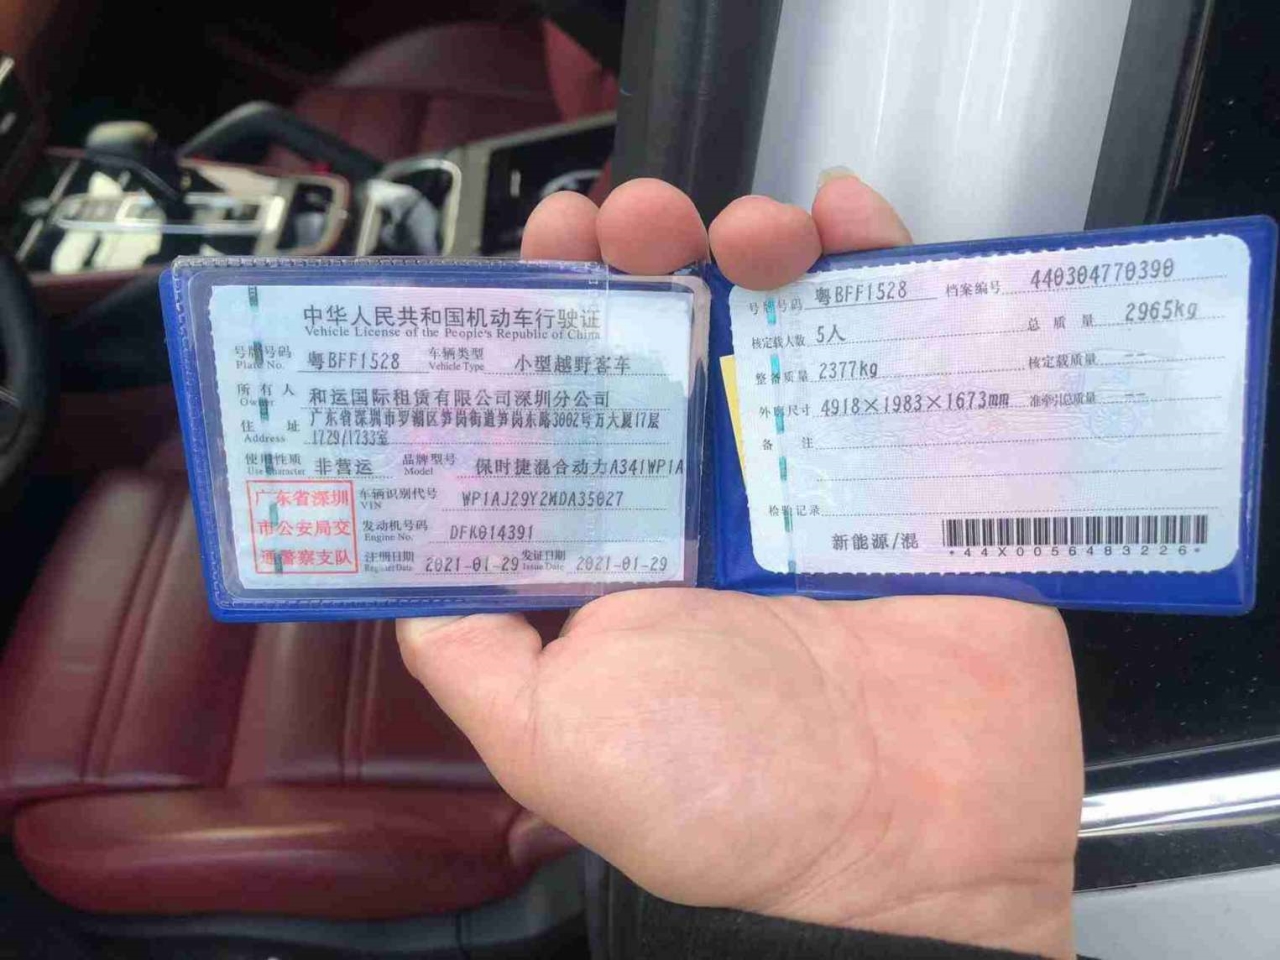 中华人民共和国机动车行驶证
Vehicle License of the People's Republic of China
号牌号码 粤BFF1528 车辆类型 小型越野客车
Plate No. Vehicle Type
所有人 和运国际租赁有限公司深圳分公司
Owner
住址 广东省深圳市罗湖区笋岗街道笋岗东路3002号万大厦17层
Address 1729/1733室
使用性质 非营运 品牌型号 保时捷混合动力A341WP1A
Use Character Model
广东省深圳
市公安局交
通警察支队
车辆识别代号 WP1AJ29Y2MDA35027
VIN
发动机号码 DFK014391
Engine No.
注册日期 2021-01-29 发证日期 2021-01-29
Register Date Issue Date
号牌号码 粤BFF1528 档案编号 440304770390
核定载人数 5人 总质量 2965kg
整备质量 2377kg 核定载质量 --
外廓尺寸 4918×1983×1673mm 准牵引总质量 --
备注
检验记录
新能源/混
*44X0056483226*